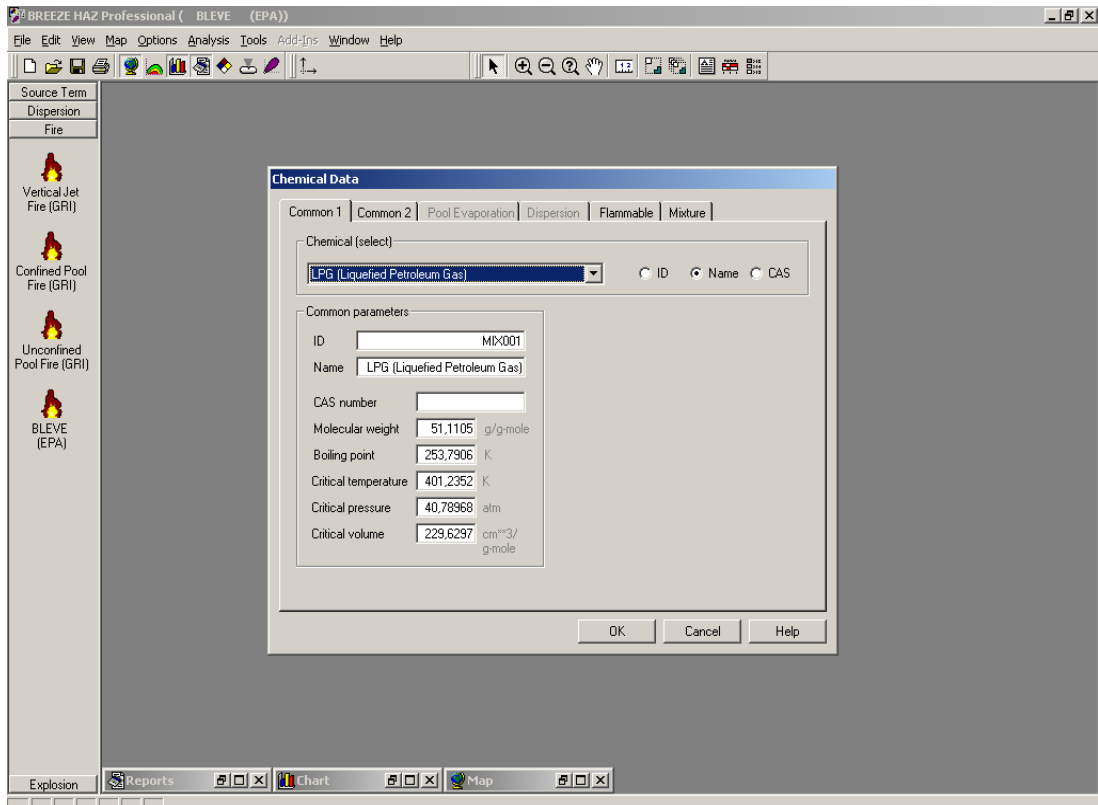 BREEZE HAZ Professional ( BLEVE (EPA))
File Edit View Map Options Analysis Tools Add-Ins Window Help
Source Term
Dispersion
Fire
Vertical Jet
Fire (GRI)
Confined Pool
Fire (GRI)
Unconfined
Pool Fire (GRI)
BLEVE
(EPA)
Explosion
Chemical Data
Common 1 Common 2 Pool Evaporation Dispersion Flammable Mixture
Chemical (select)
LPG (Liquefied Petroleum Gas) ID Name CAS
Common parameters
ID MIX001
Name LPG (Liquefied Petroleum Gas)
CAS number
Molecular weight 51,1105 g/g-mole
Boiling point 253,7906 K
Critical temperature 401,2352 K
Critical pressure 40,78968 atm
Critical volume 229,6297 cm**3/
g-mole
OK Cancel Help
Reports Chart Map